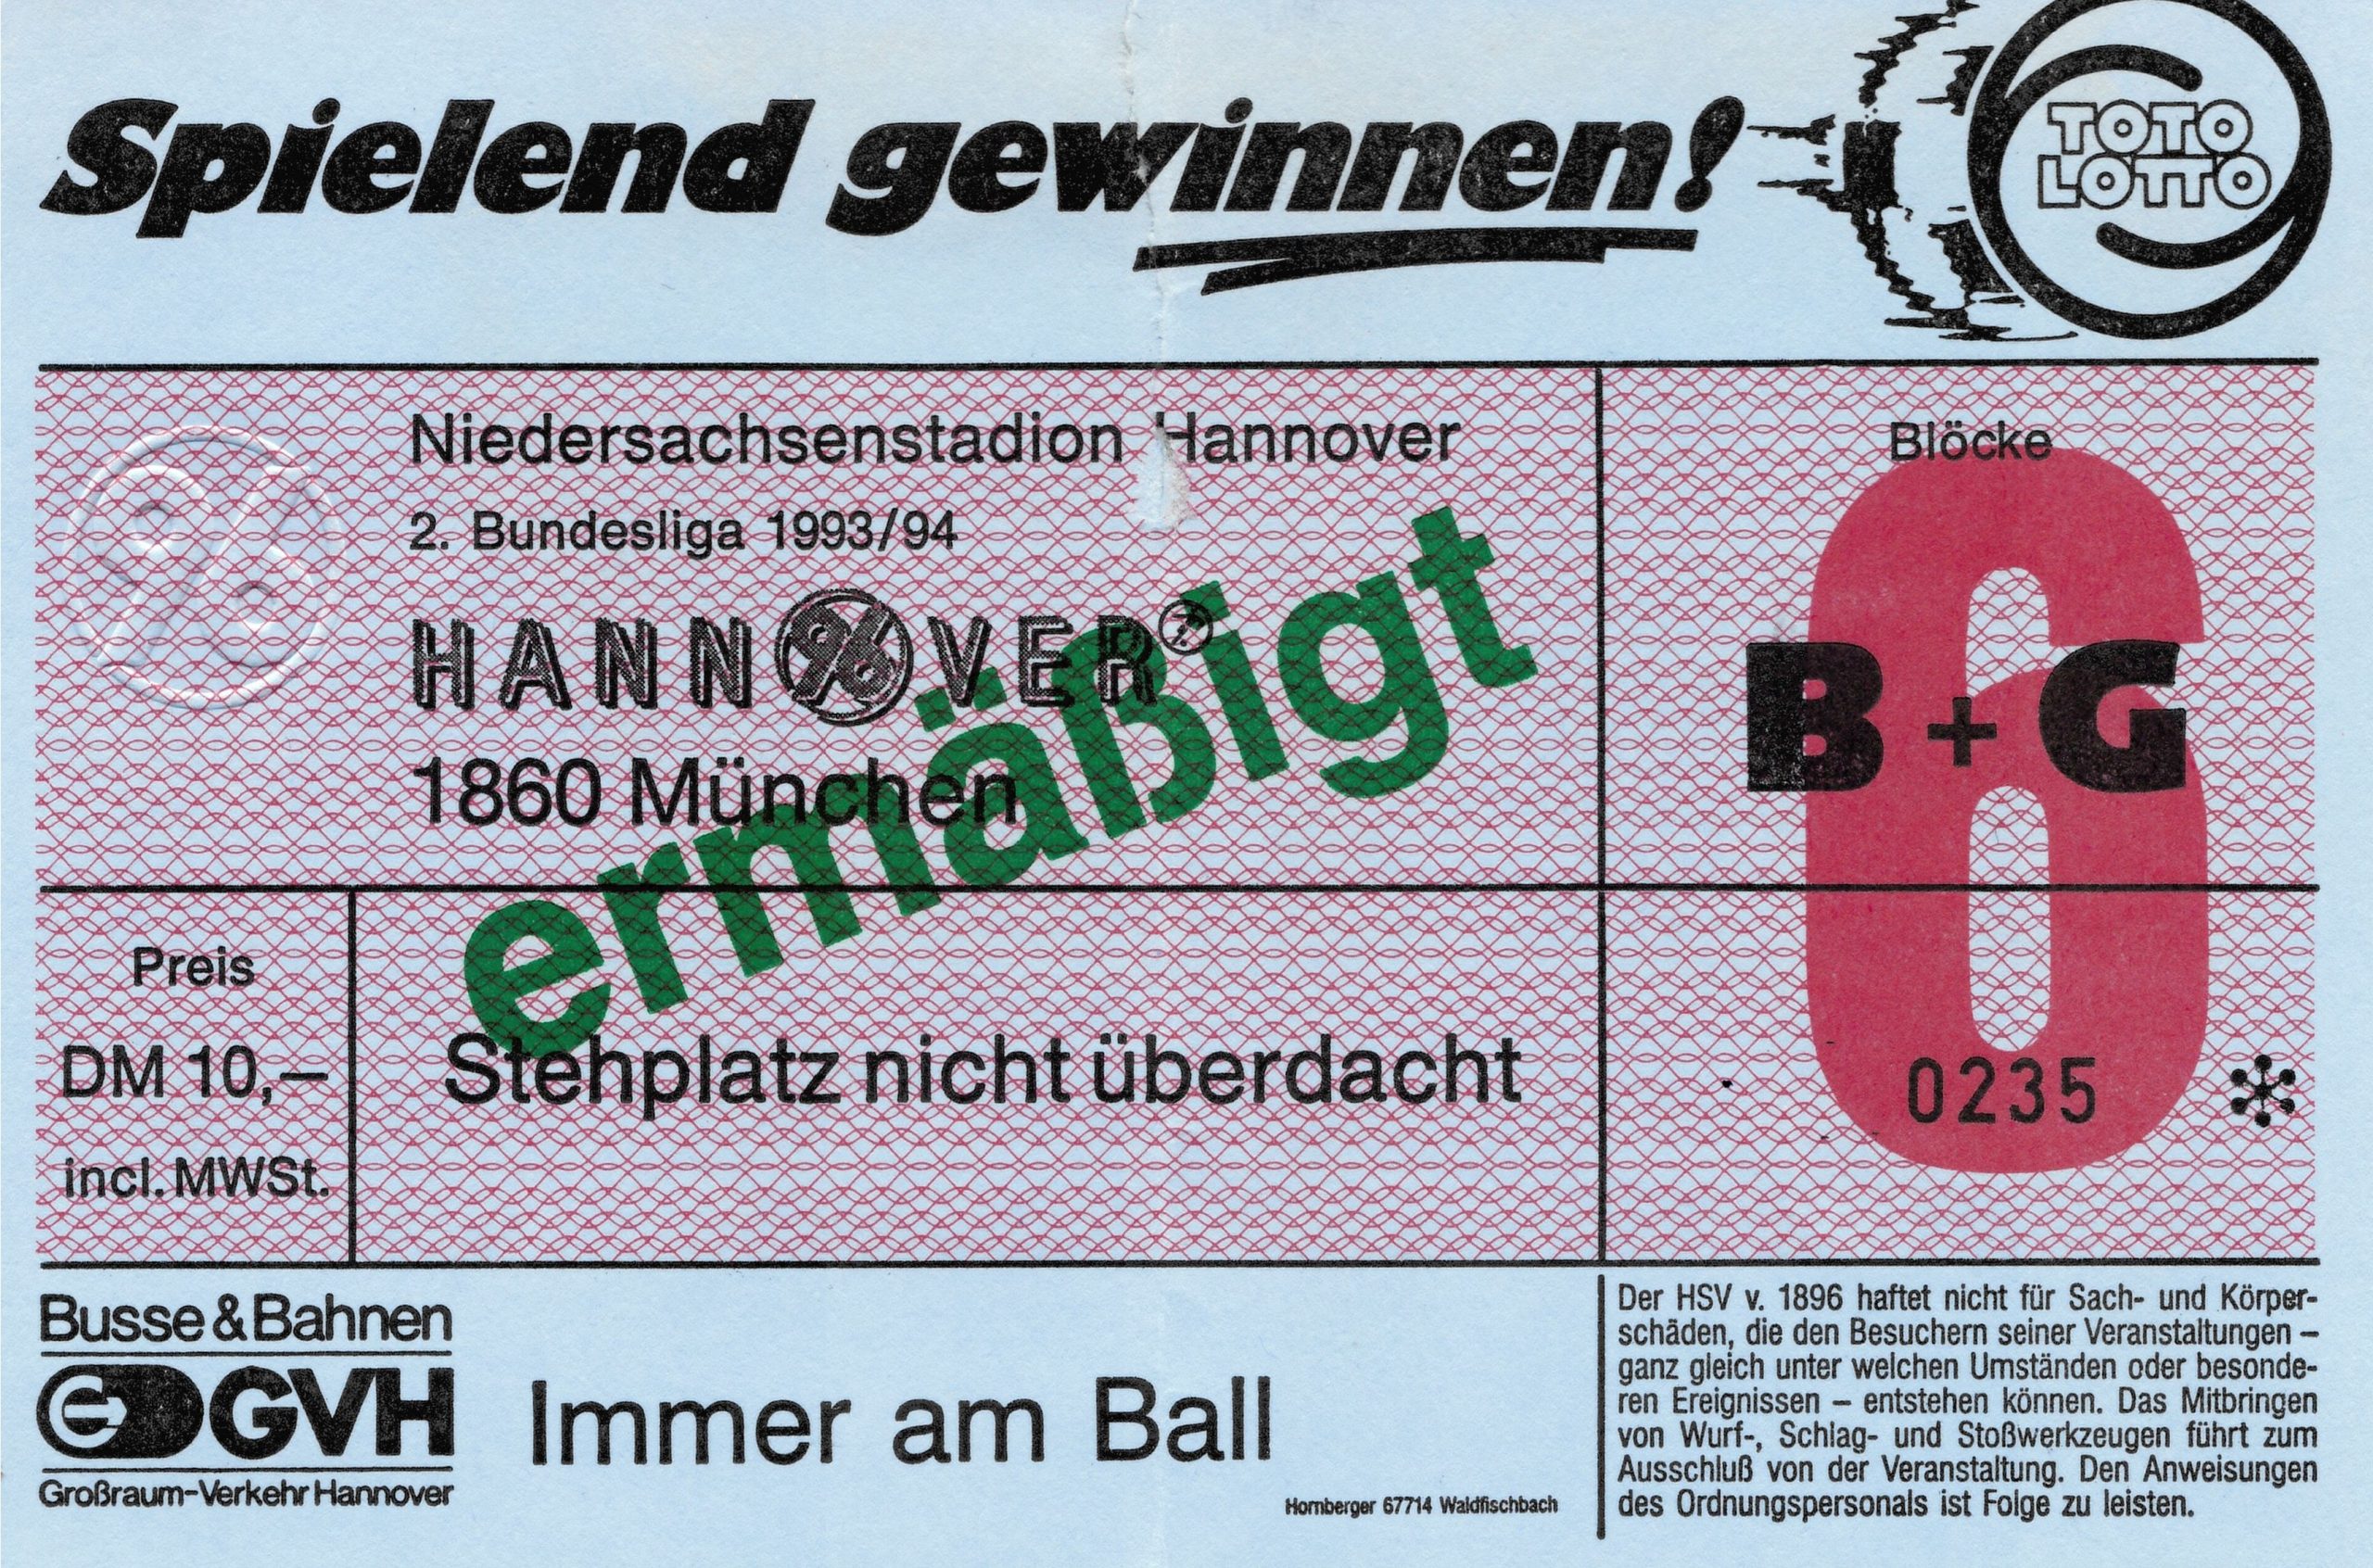 Spielend gewinnen!
TOTO
LOTTO
Niedersachsenstadion Hannover
2. Bundesliga 1993/94
96
HANN96VER
1860 München
ermäßigt
Blöcke
6
B+G
Preis
DM 10,–
incl. MWSt.
Stehplatz nicht überdacht
0235 *
Busse & Bahnen
GVH
Großraum-Verkehr Hannover
Immer am Ball
Homberger 67714 Waldfischbach
Der HSV v. 1896 haftet nicht für Sach- und Körper-
schäden, die den Besuchern seiner Veranstaltungen –
ganz gleich unter welchen Umständen oder besonde-
ren Ereignissen – entstehen können. Das Mitbringen
von Wurf-, Schlag- und Stoßwerkzeugen führt zum
Ausschluß von der Veranstaltung. Den Anweisungen
des Ordnungspersonals ist Folge zu leisten.